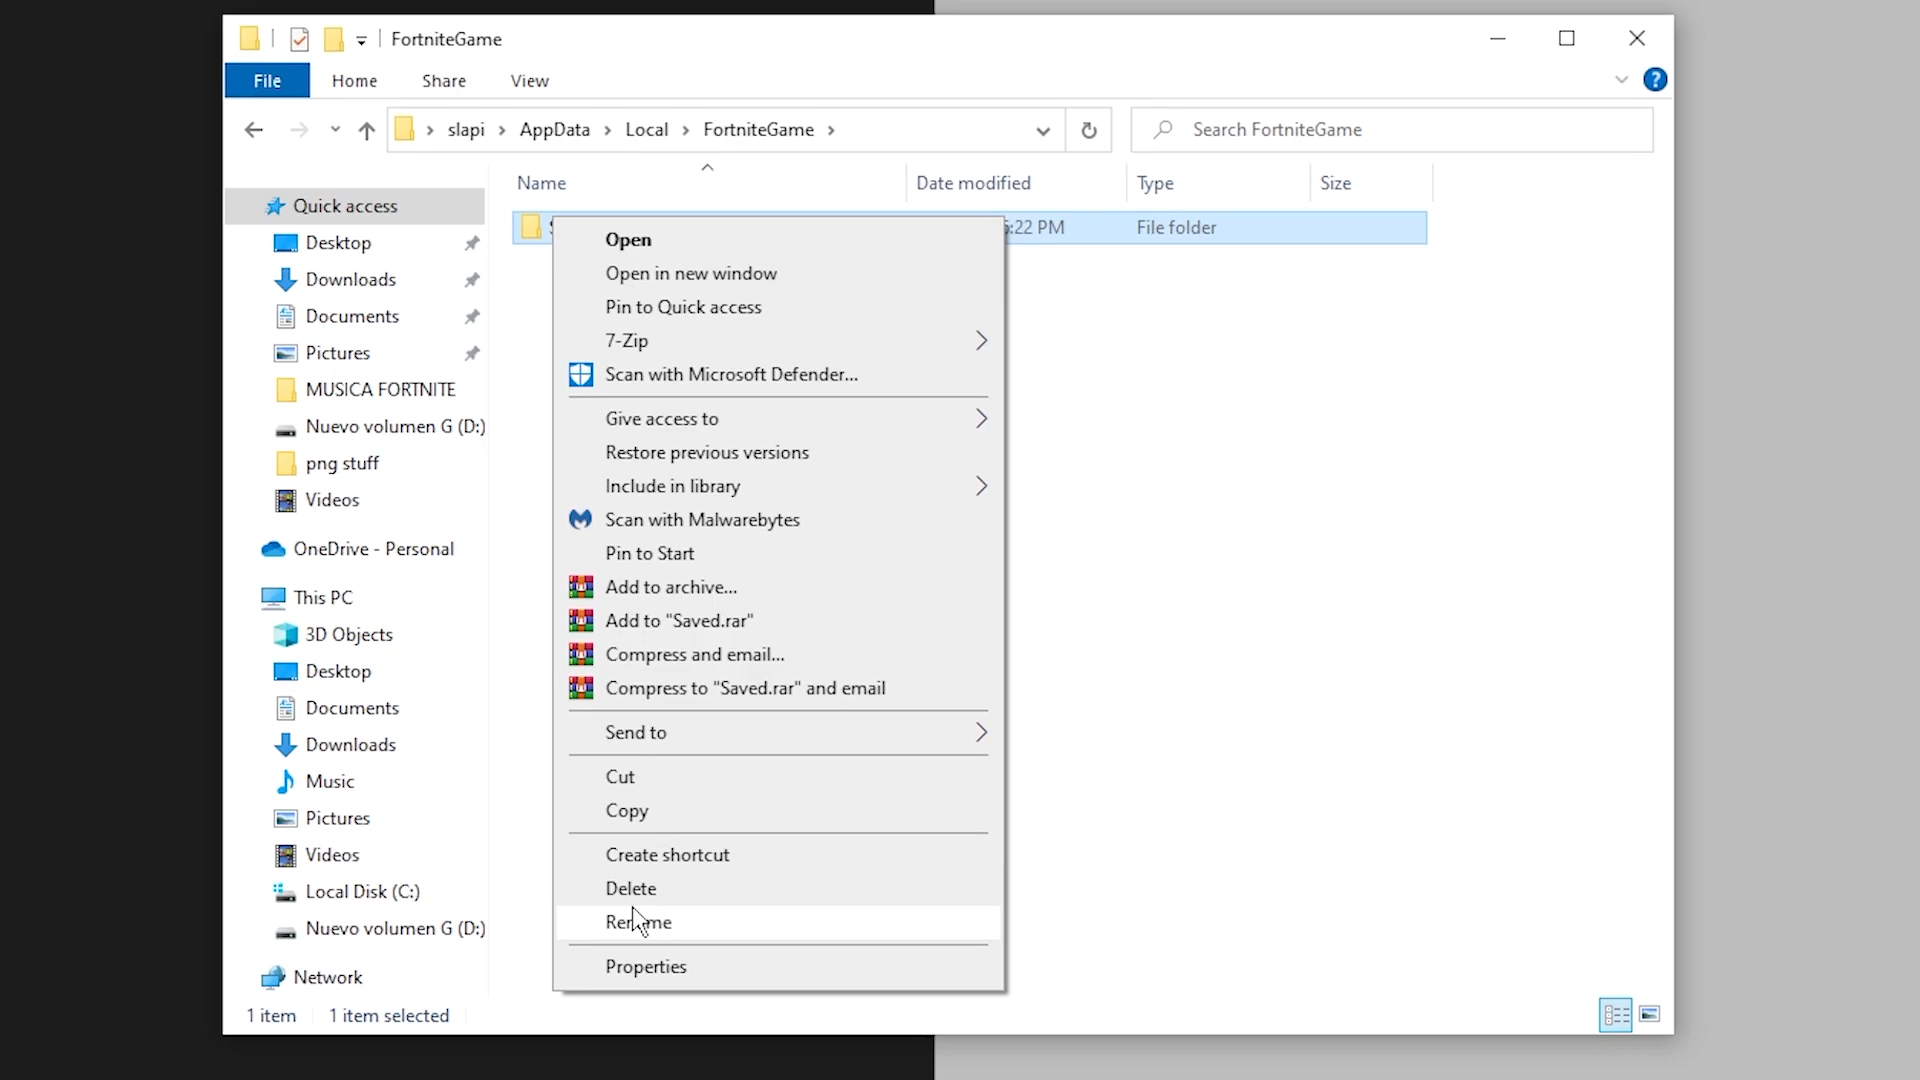 FortniteGame
File
Home
Share
View
?
slapi
AppData
Local
FortniteGame
Search FortniteGame
Name
Date modified
Type
Size
Quick access
Desktop
Downloads
Documents
Pictures
MUSICA FORTNITE
Nuevo volumen G (D:)
png stuff
Videos
OneDrive - Personal
This PC
3D Objects
Desktop
Documents
Downloads
Music
Pictures
Videos
Local Disk (C:)
Nuevo volumen G (D:)
Network
:22 PM
File folder
Open
Open in new window
Pin to Quick access
7-Zip
Scan with Microsoft Defender...
Give access to
Restore previous versions
Include in library
Scan with Malwarebytes
Pin to Start
Add to archive...
Add to "Saved.rar"
Compress and email...
Compress to "Saved.rar" and email
Send to
Cut
Copy
Create shortcut
Delete
Rename
Properties
1 item
1 item selected